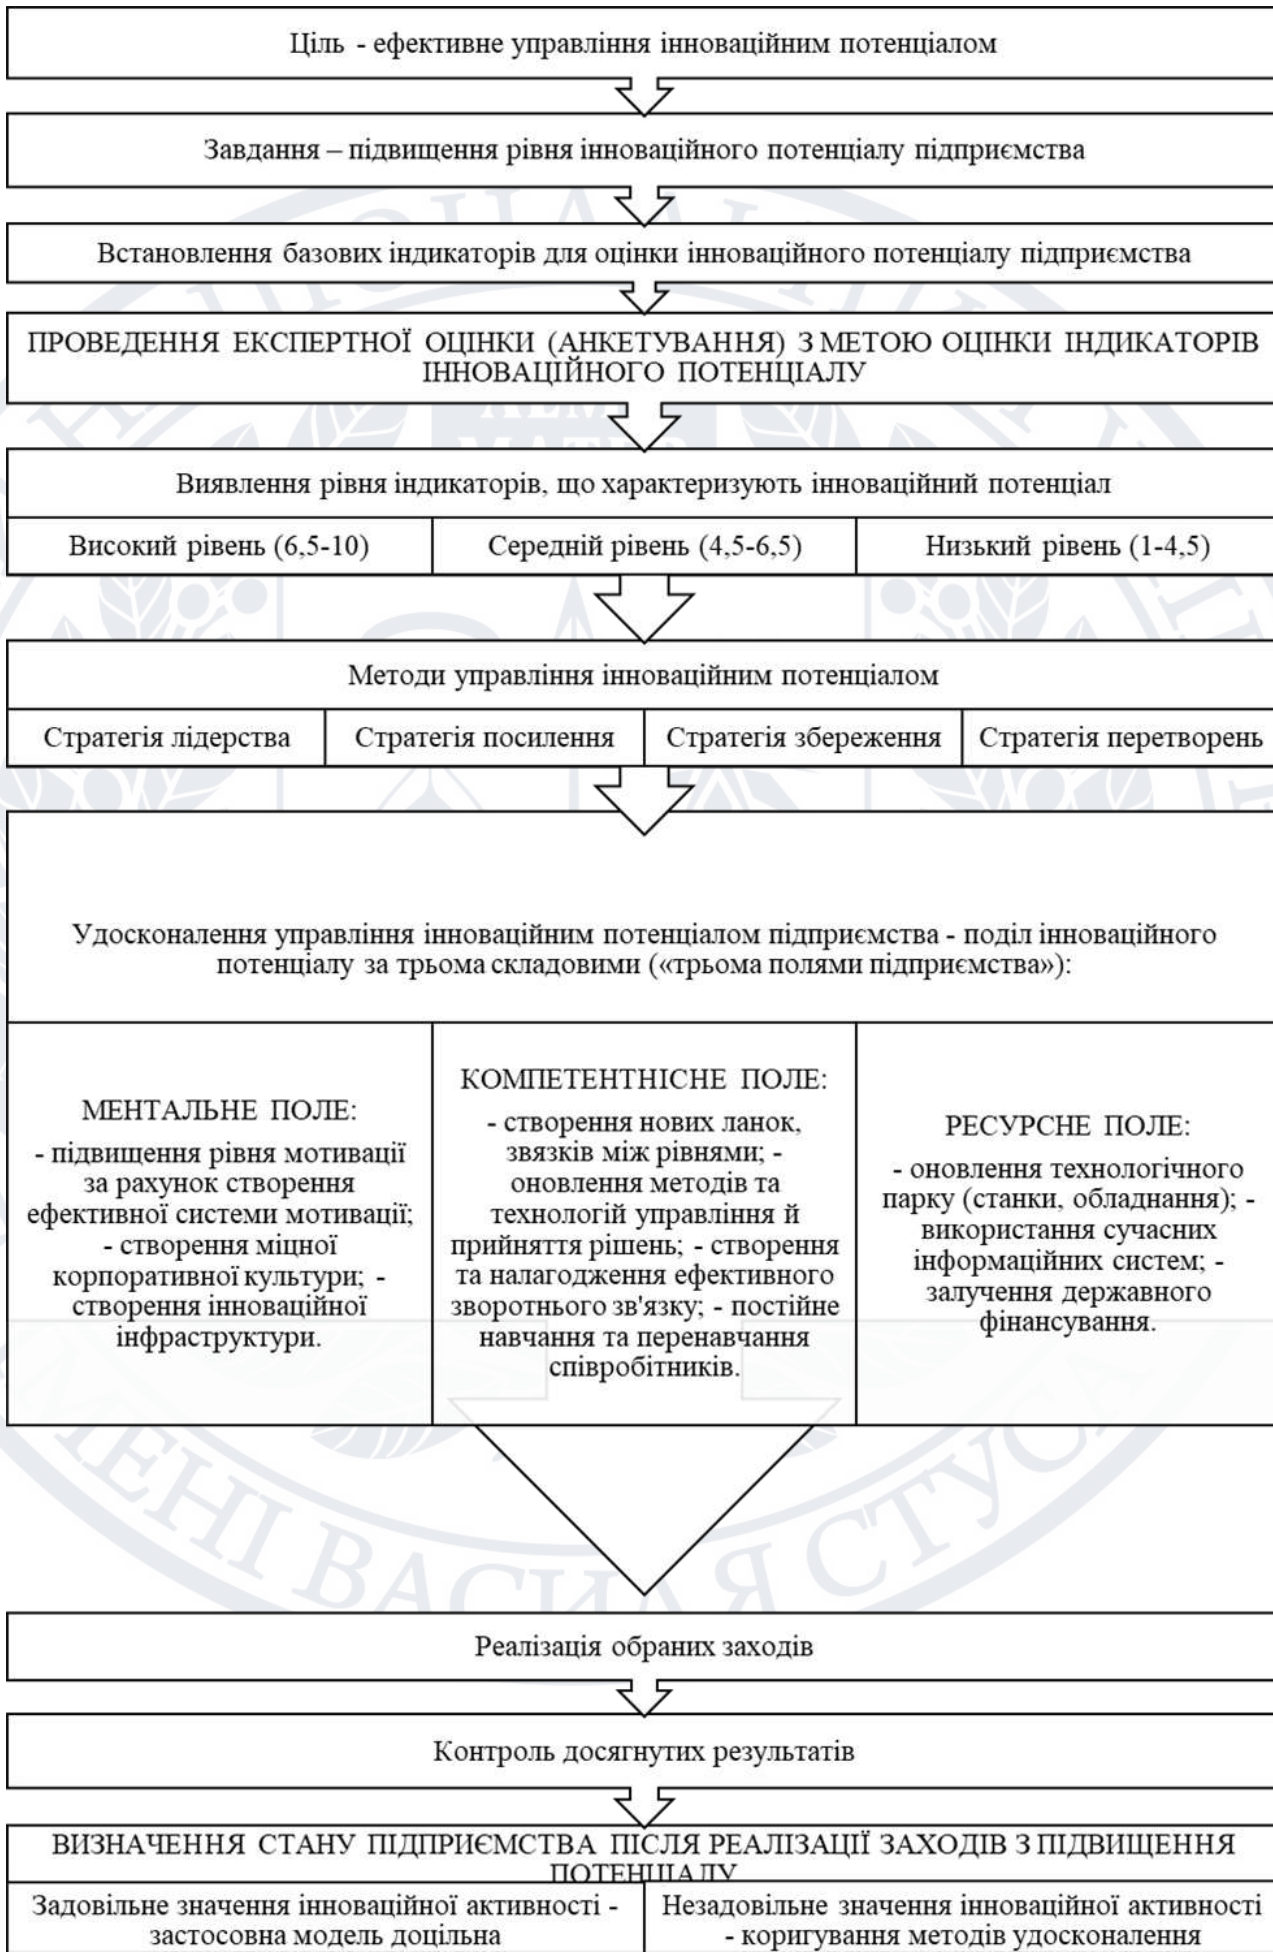 Ціль - ефективне управління інноваційним потенціалом
Завдання – підвищення рівня інноваційного потенціалу підприємства
Встановлення базових індикаторів для оцінки інноваційного потенціалу підприємства
ПРОВЕДЕННЯ ЕКСПЕРТНОЇ ОЦІНКИ (АНКЕТУВАННЯ) З МЕТОЮ ОЦІНКИ ІНДИКАТОРІВ
ІННОВАЦІЙНОГО ПОТЕНЦІАЛУ
Виявлення рівня індикаторів, що характеризують інноваційний потенціал
Високий рівень (6,5-10)
Середній рівень (4,5-6,5)
Низький рівень (1-4,5)
Методи управління інноваційним потенціалом
Стратегія лідерства
Стратегія посилення
Стратегія збереження
Стратегія перетворень
Удосконалення управління інноваційним потенціалом підприємства - поділ інноваційного
потенціалу за трьома складовими («трьома полями підприємства»):
МЕНТАЛЬНЕ ПОЛЕ:
- підвищення рівня мотивації
за рахунок створення
ефективної системи мотивації;
- створення міцної
корпоративної культури; -
створення інноваційної
інфраструктури.
КОМПЕТЕНТНІСНЕ ПОЛЕ:
- створення нових ланок,
звязків між рівнями; -
оновлення методів та
технологій управління й
прийняття рішень; - створення
та налагодження ефективного
зворотнього зв'язку; - постійне
навчання та перенавчання
співробітників.
РЕСУРСНЕ ПОЛЕ:
- оновлення технологічного
парку (станки, обладнання); -
використання сучасних
інформаційних систем; -
залучення державного
фінансування.
МЕНІ ВАСИЛЯ СТУСА
Реалізація обраних заходів
Контроль досягнутих результатів
ВИЗНАЧЕННЯ СТАНУ ПІДПРИЄМСТВА ПІСЛЯ РЕАЛІЗАЦІЇ ЗАХОДІВ З ПІДВИЩЕННЯ
ПОТЕНЦІАЛУ
Задовільне значення інноваційної активності -
застосовна модель доцільна
Незадовільне значення інноваційної активності
- коригування методів удосконалення